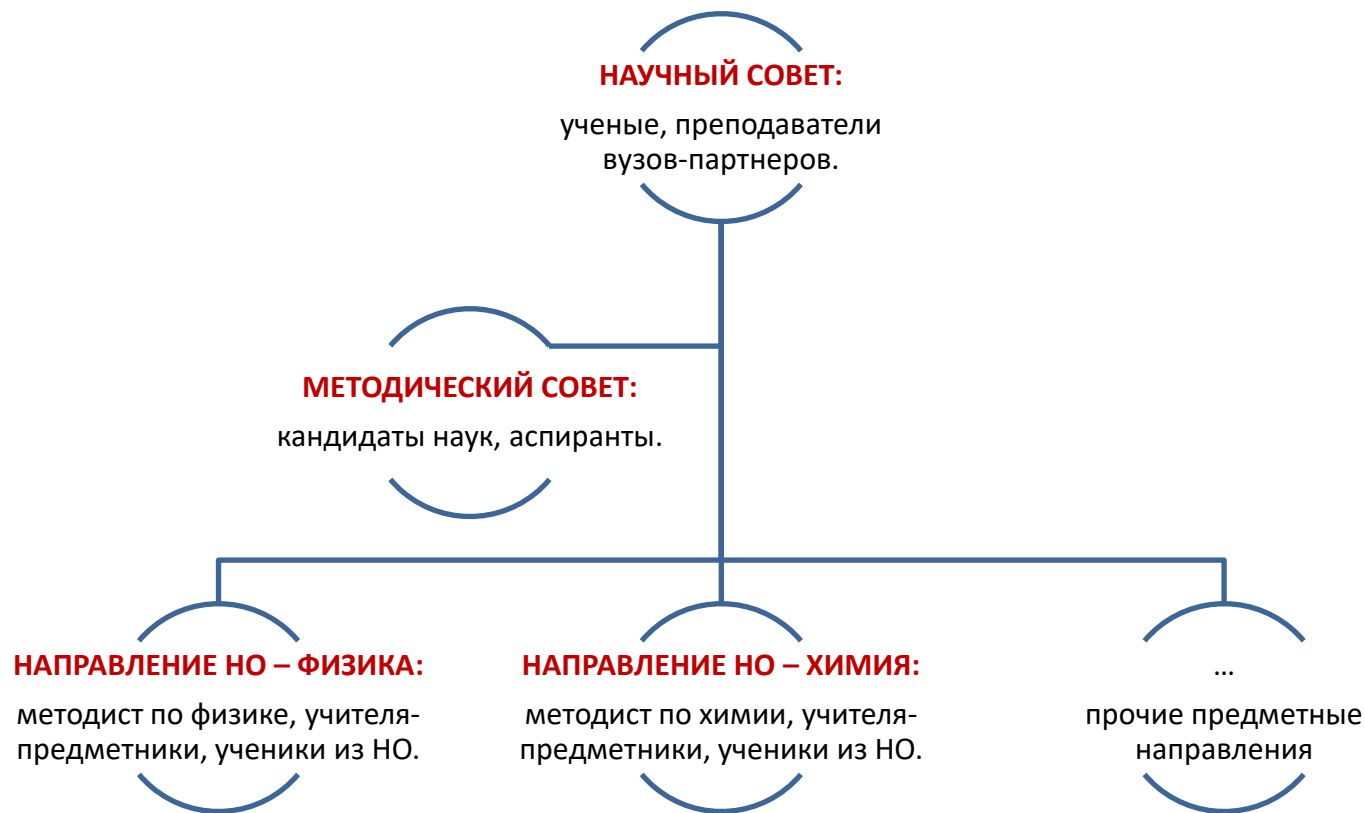 НАУЧНЫЙ СОВЕТ:
ученые, преподаватели
вузов-партнеров.
МЕТОДИЧЕСКИЙ СОВЕТ:
кандидаты наук, аспиранты.
НАПРАВЛЕНИЕ НО – ФИЗИКА:
методист по физике, учителя-
предметники, ученики из НО.
НАПРАВЛЕНИЕ НО – ХИМИЯ:
методист по химии, учителя-
предметники, ученики из НО.
...
прочие предметные
направления